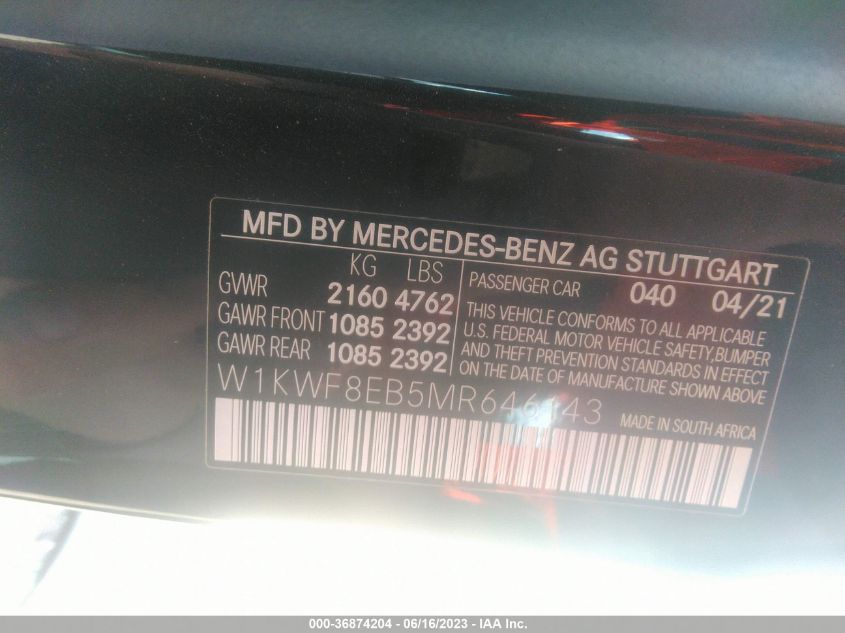 MFD BY MERCEDES-BENZ AG STUTTGART
KG LBS
GVWR 2160 4762
GAWR FRONT 1085 2392
GAWR REAR 1085 2392
PASSENGER CAR 040 04/21
THIS VEHICLE CONFORMS TO ALL APPLICABLE
U.S. FEDERAL MOTOR VEHICLE SAFETY, BUMPER
AND THEFT PREVENTION STANDARDS IN EFFECT
ON THE DATE OF MANUFACTURE SHOWN ABOVE
MADE IN SOUTH AFRICA
000-36874204 - 06/16/2023 - IAA Inc.